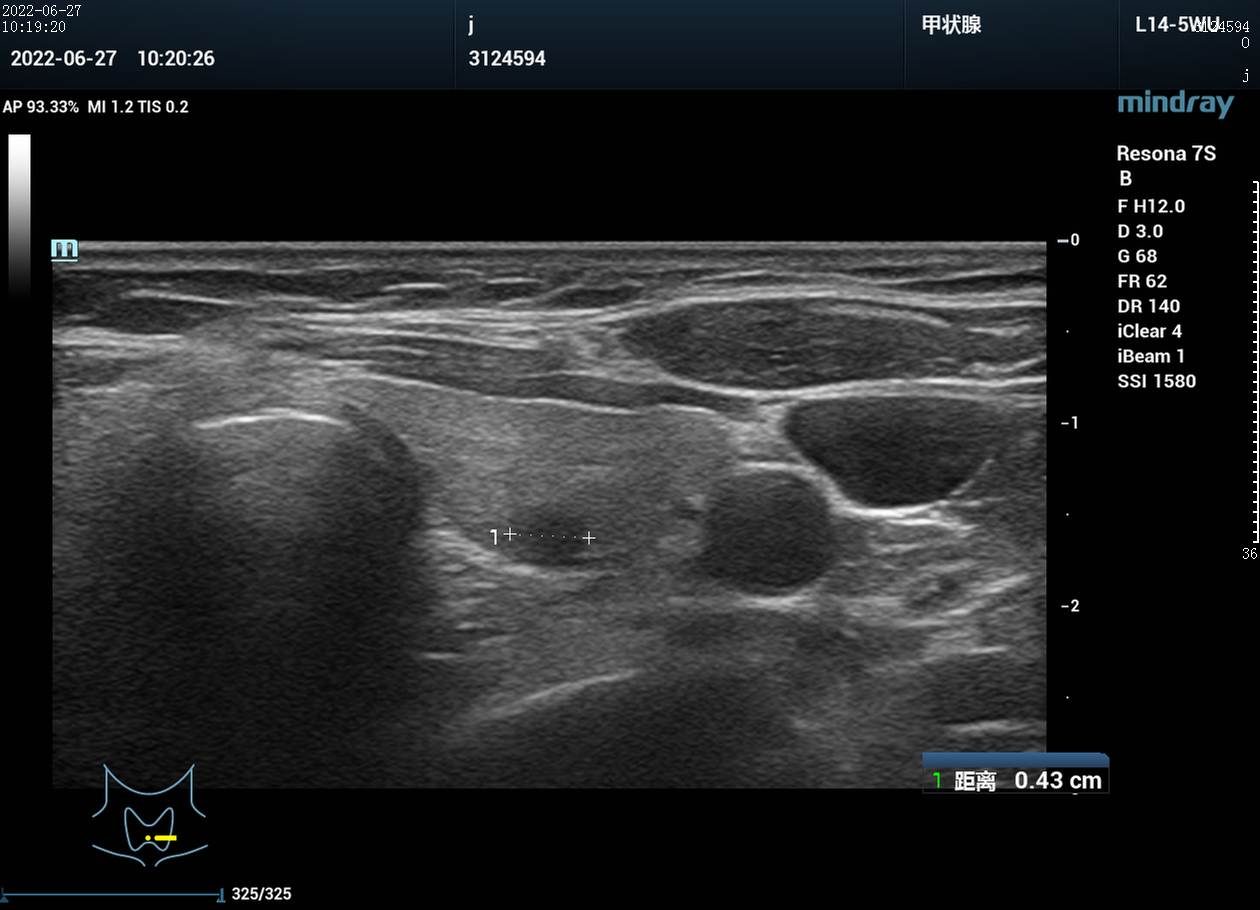 2022-06-27
10:19:20
2022-06-27 10:20:26
j
3124594
甲状腺
L14-5WU
3124594
0
j
AP 93.33% MI 1.2 TIS 0.2
mindray
Resona 7S
B
F H12.0
D 3.0
G 68
FR 62
DR 140
iClear 4
iBeam 1
SSI 1580
m
0
1
2
36
1
1 距离 0.43 cm
325/325